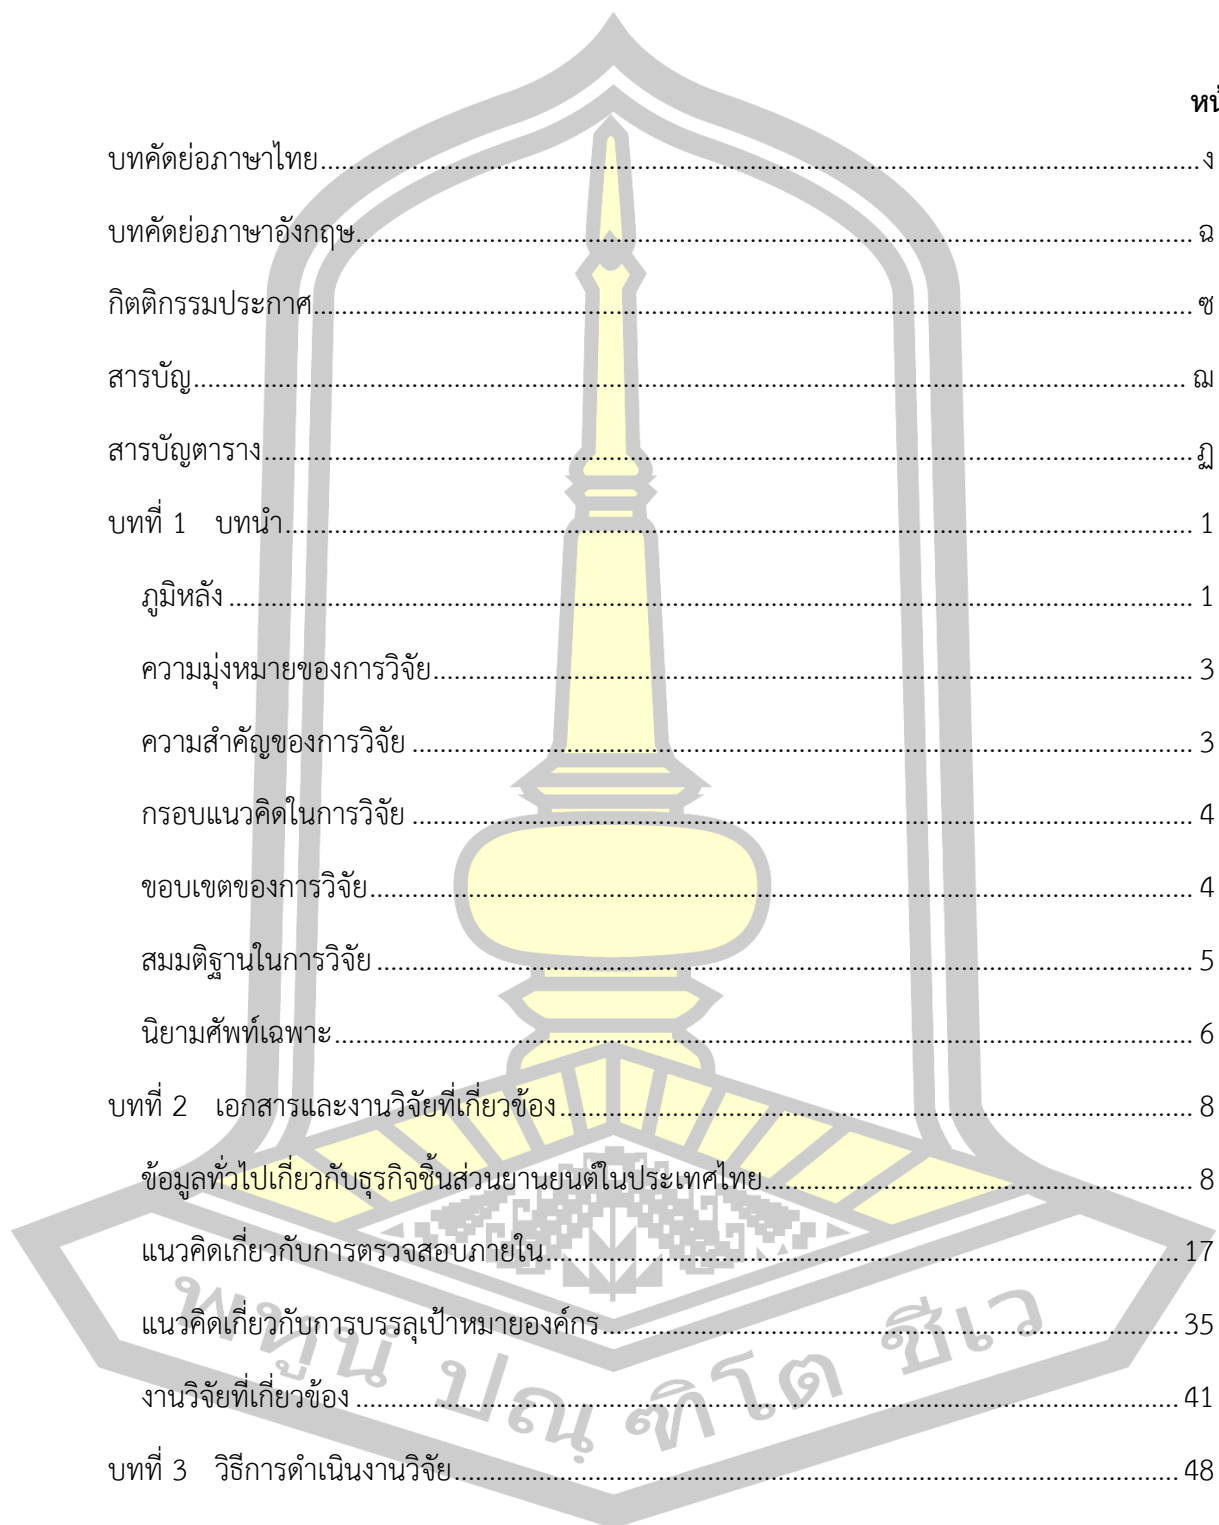 บทคัดย่อภาษาไทย................ง
บทคัดย่อภาษาอังกฤษ................ฉ
กิตติกรรมประกาศ................ซ
สารบัญ................ฌ
สารบัญตาราง................ฏ
บทที่ 1 บทนำ................1
ภูมิหลัง................1
ความมุ่งหมายของการวิจัย................3
ความสำคัญของการวิจัย................3
กรอบแนวคิดในการวิจัย................4
ขอบเขตของการวิจัย................4
สมมติฐานในการวิจัย................5
นิยามศัพท์เฉพาะ................6
บทที่ 2 เอกสารและงานวิจัยที่เกี่ยวข้อง................8
ข้อมูลทั่วไปเกี่ยวกับธุรกิจชิ้นส่วนยานยนต์ในประเทศไทย................8
แนวคิดเกี่ยวกับการตรวจสอบภายใน................17
แนวคิดเกี่ยวกับการบรรลุเป้าหมายองค์กร................35
งานวิจัยที่เกี่ยวข้อง................41
บทที่ 3 วิธีการดำเนินงานวิจัย................48
พหูนํ ปณฺฑิโต ชีเว